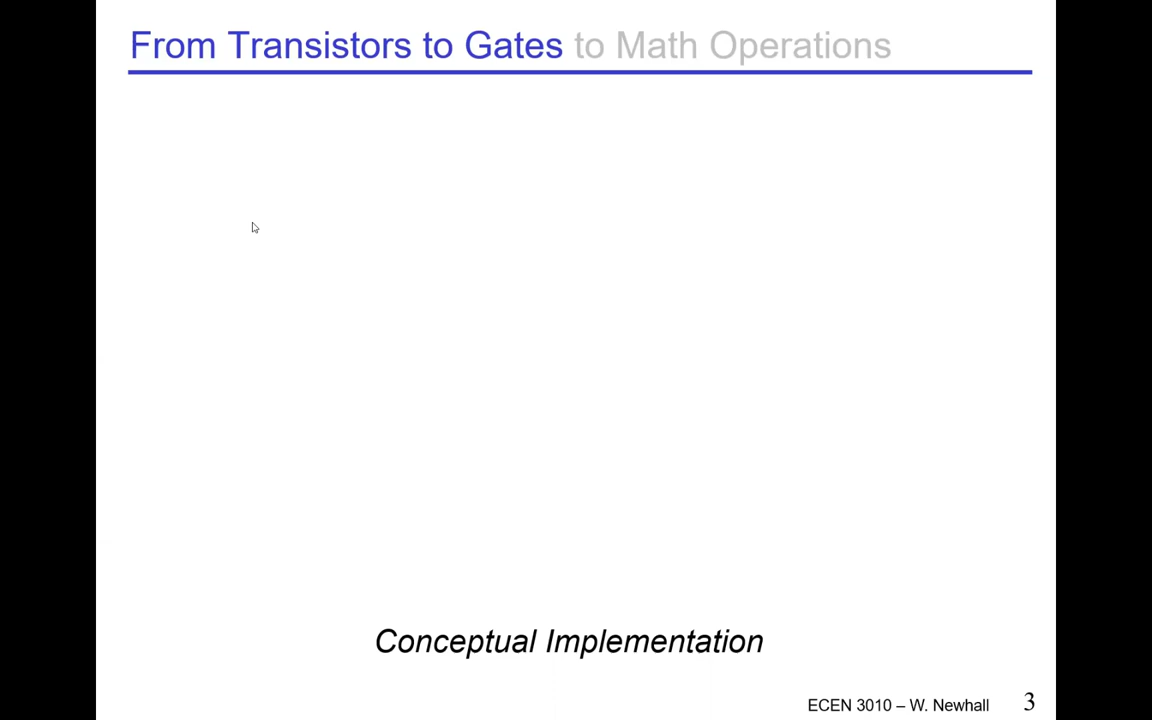 From Transistors to Gates to Math Operations
Conceptual Implementation
ECEN 3010 – W. Newhall 3